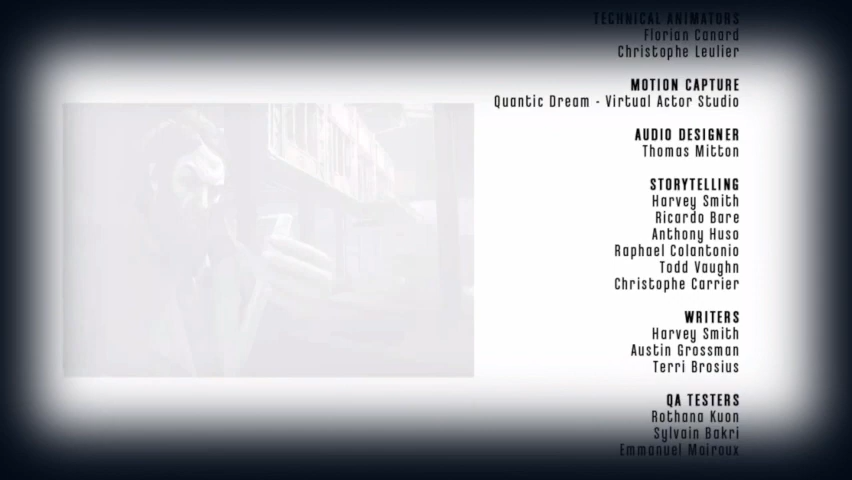 TECHNICAL ANIMATORS
Florian Canard
Christophe Leulier
MOTION CAPTURE
Quantic Dream - Virtual Actor Studio
AUDIO DESIGNER
Thomas Mitton
STORYTELLING
Harvey Smith
Ricardo Bare
Anthony Huso
Raphael Colantonio
Todd Vaughn
Christophe Carrier
WRITERS
Harvey Smith
Austin Grossman
Terri Brosius
QA TESTERS
Rothana Kuon
Sylvain Bakri
Emmanuel Mairoux